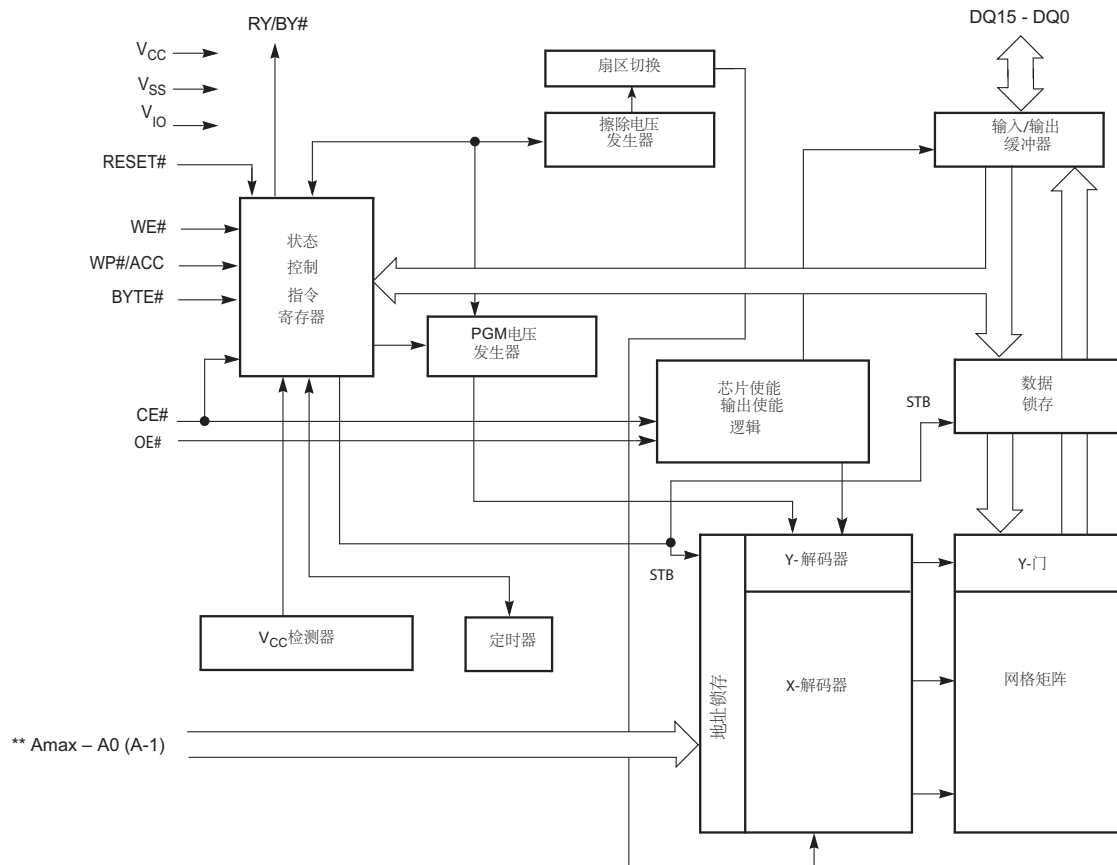 RY/BY#
DQ15 - DQ0
VCC
VSS
VIO
RESET#
WE#
WP#/ACC
BYTE#
CE#
OE#
扇区切换
擦除电压
发生器
输入/输出
缓冲器
状态
控制
指令
寄存器
PGM电压
发生器
芯片使能
输出使能
逻辑
STB
数据
锁存
STB
Y-解码器
Y-门
VCC检测器
定时器
地址锁存
X-解码器
网格矩阵
** Amax – A0 (A-1)